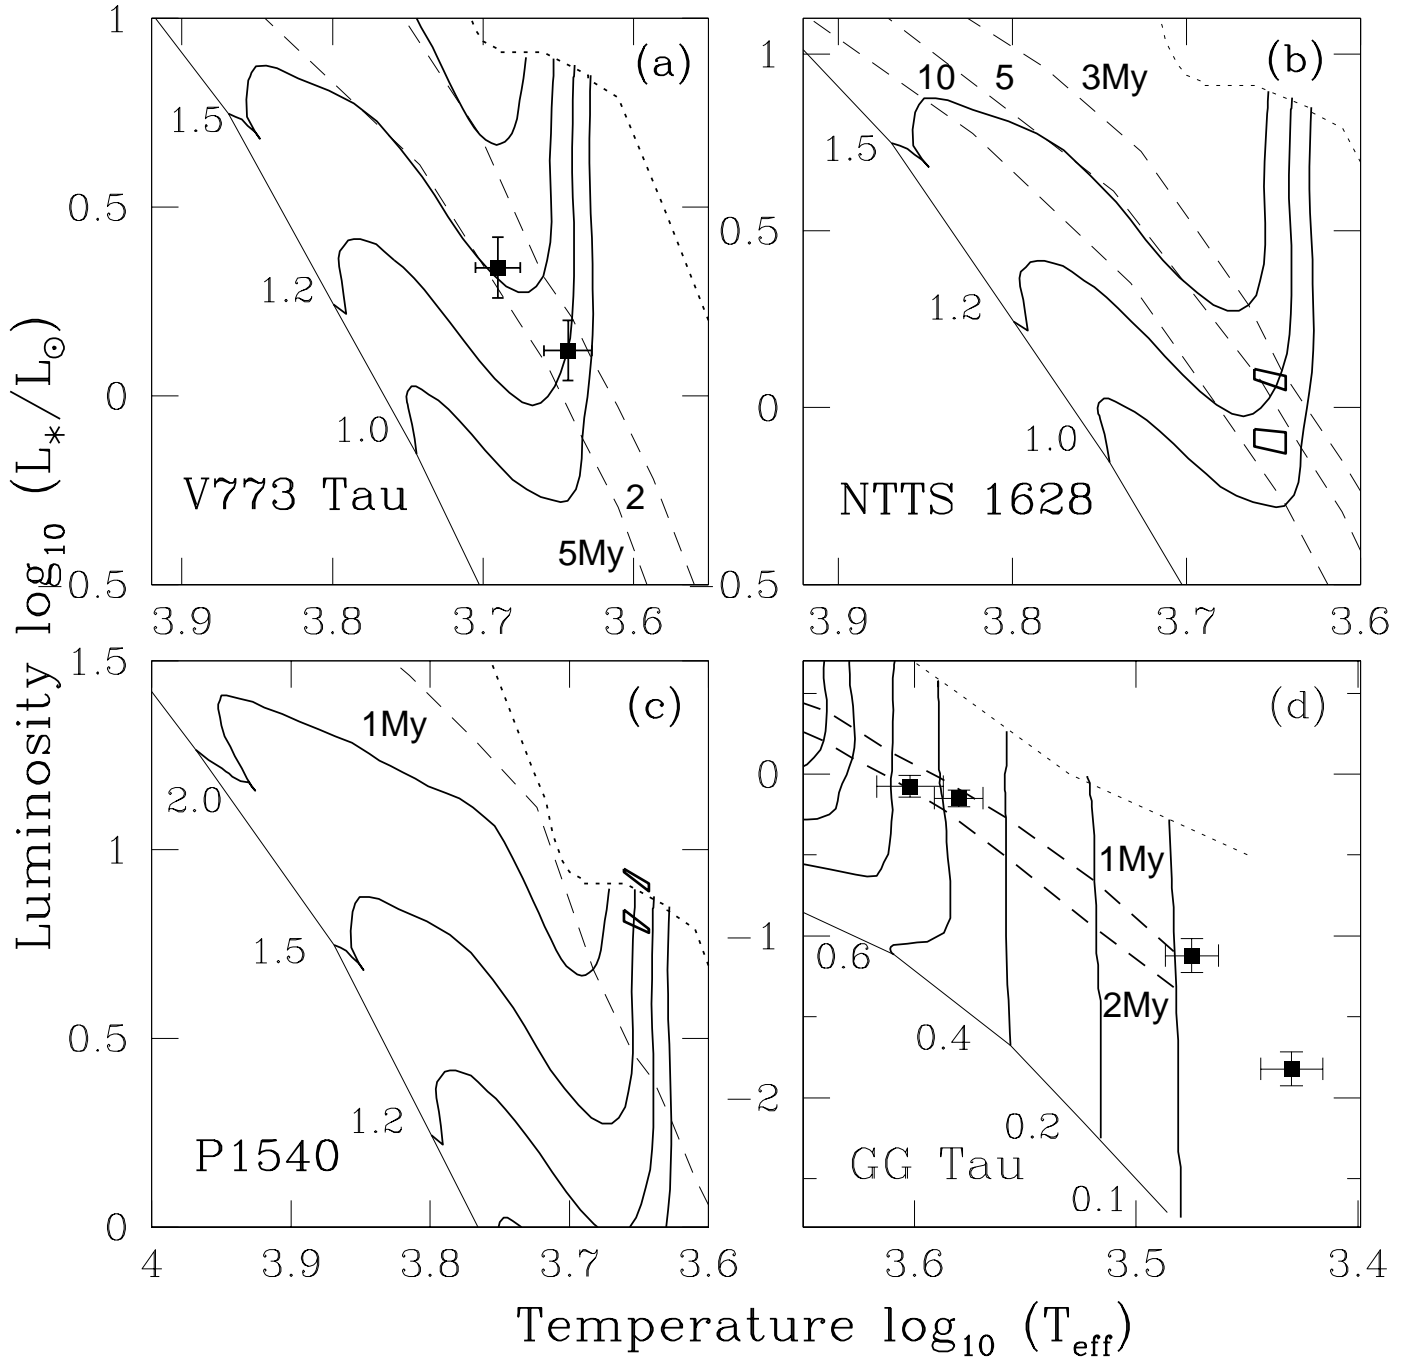 Luminosity log10 (L*/L⊙)
1
0.5
0
-0.5
(a)
1.5
1.2
1.0
V773 Tau
2
5My
3.9 3.8 3.7 3.6
1
0.5
0
-0.5
(b)
10 5 3My
1.5
1.2
1.0
NTTS 1628
3.9 3.8 3.7 3.6
1.5
1
0.5
0
(c)
1My
2.0
1.5
1.2
P1540
4 3.9 3.8 3.7 3.6
0
-1
-2
(d)
1My
0.6
2My
0.4
0.2
GG Tau
0.1
3.6 3.5 3.4
Temperature log10 (Teff)